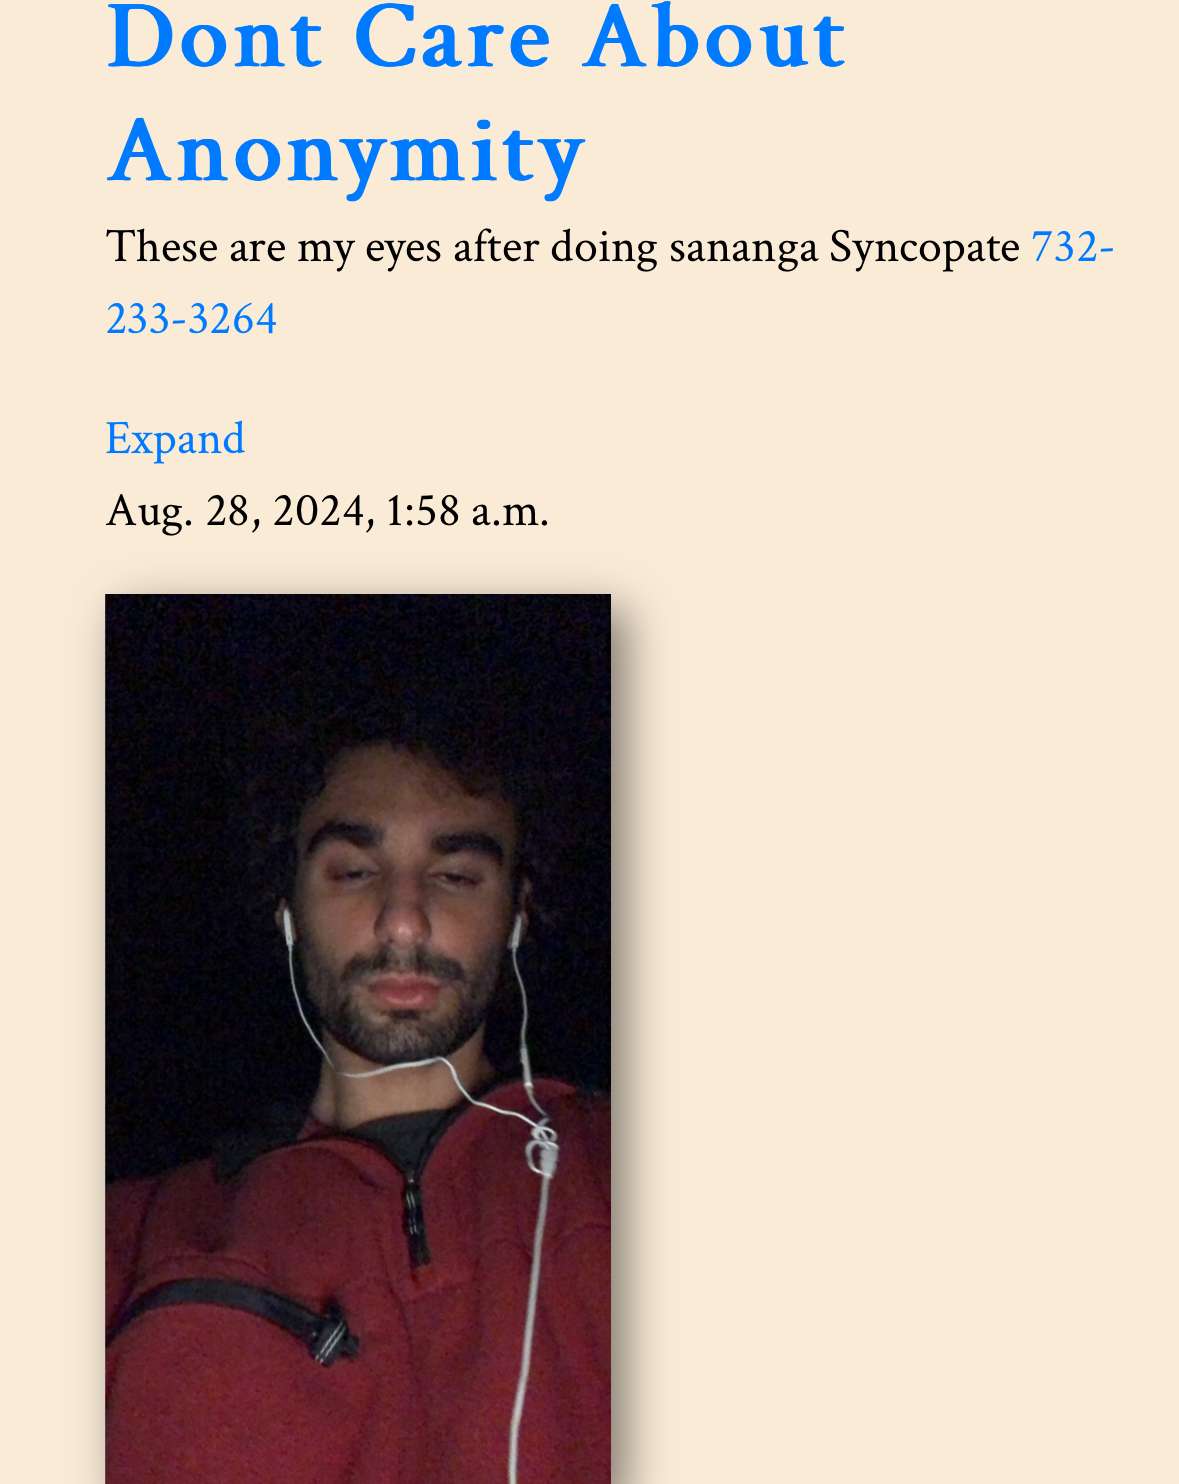 Dont Care About
Anonymity
These are my eyes after doing sananga Syncopate 732-
233-3264
Expand
Aug. 28, 2024, 1:58 a.m.